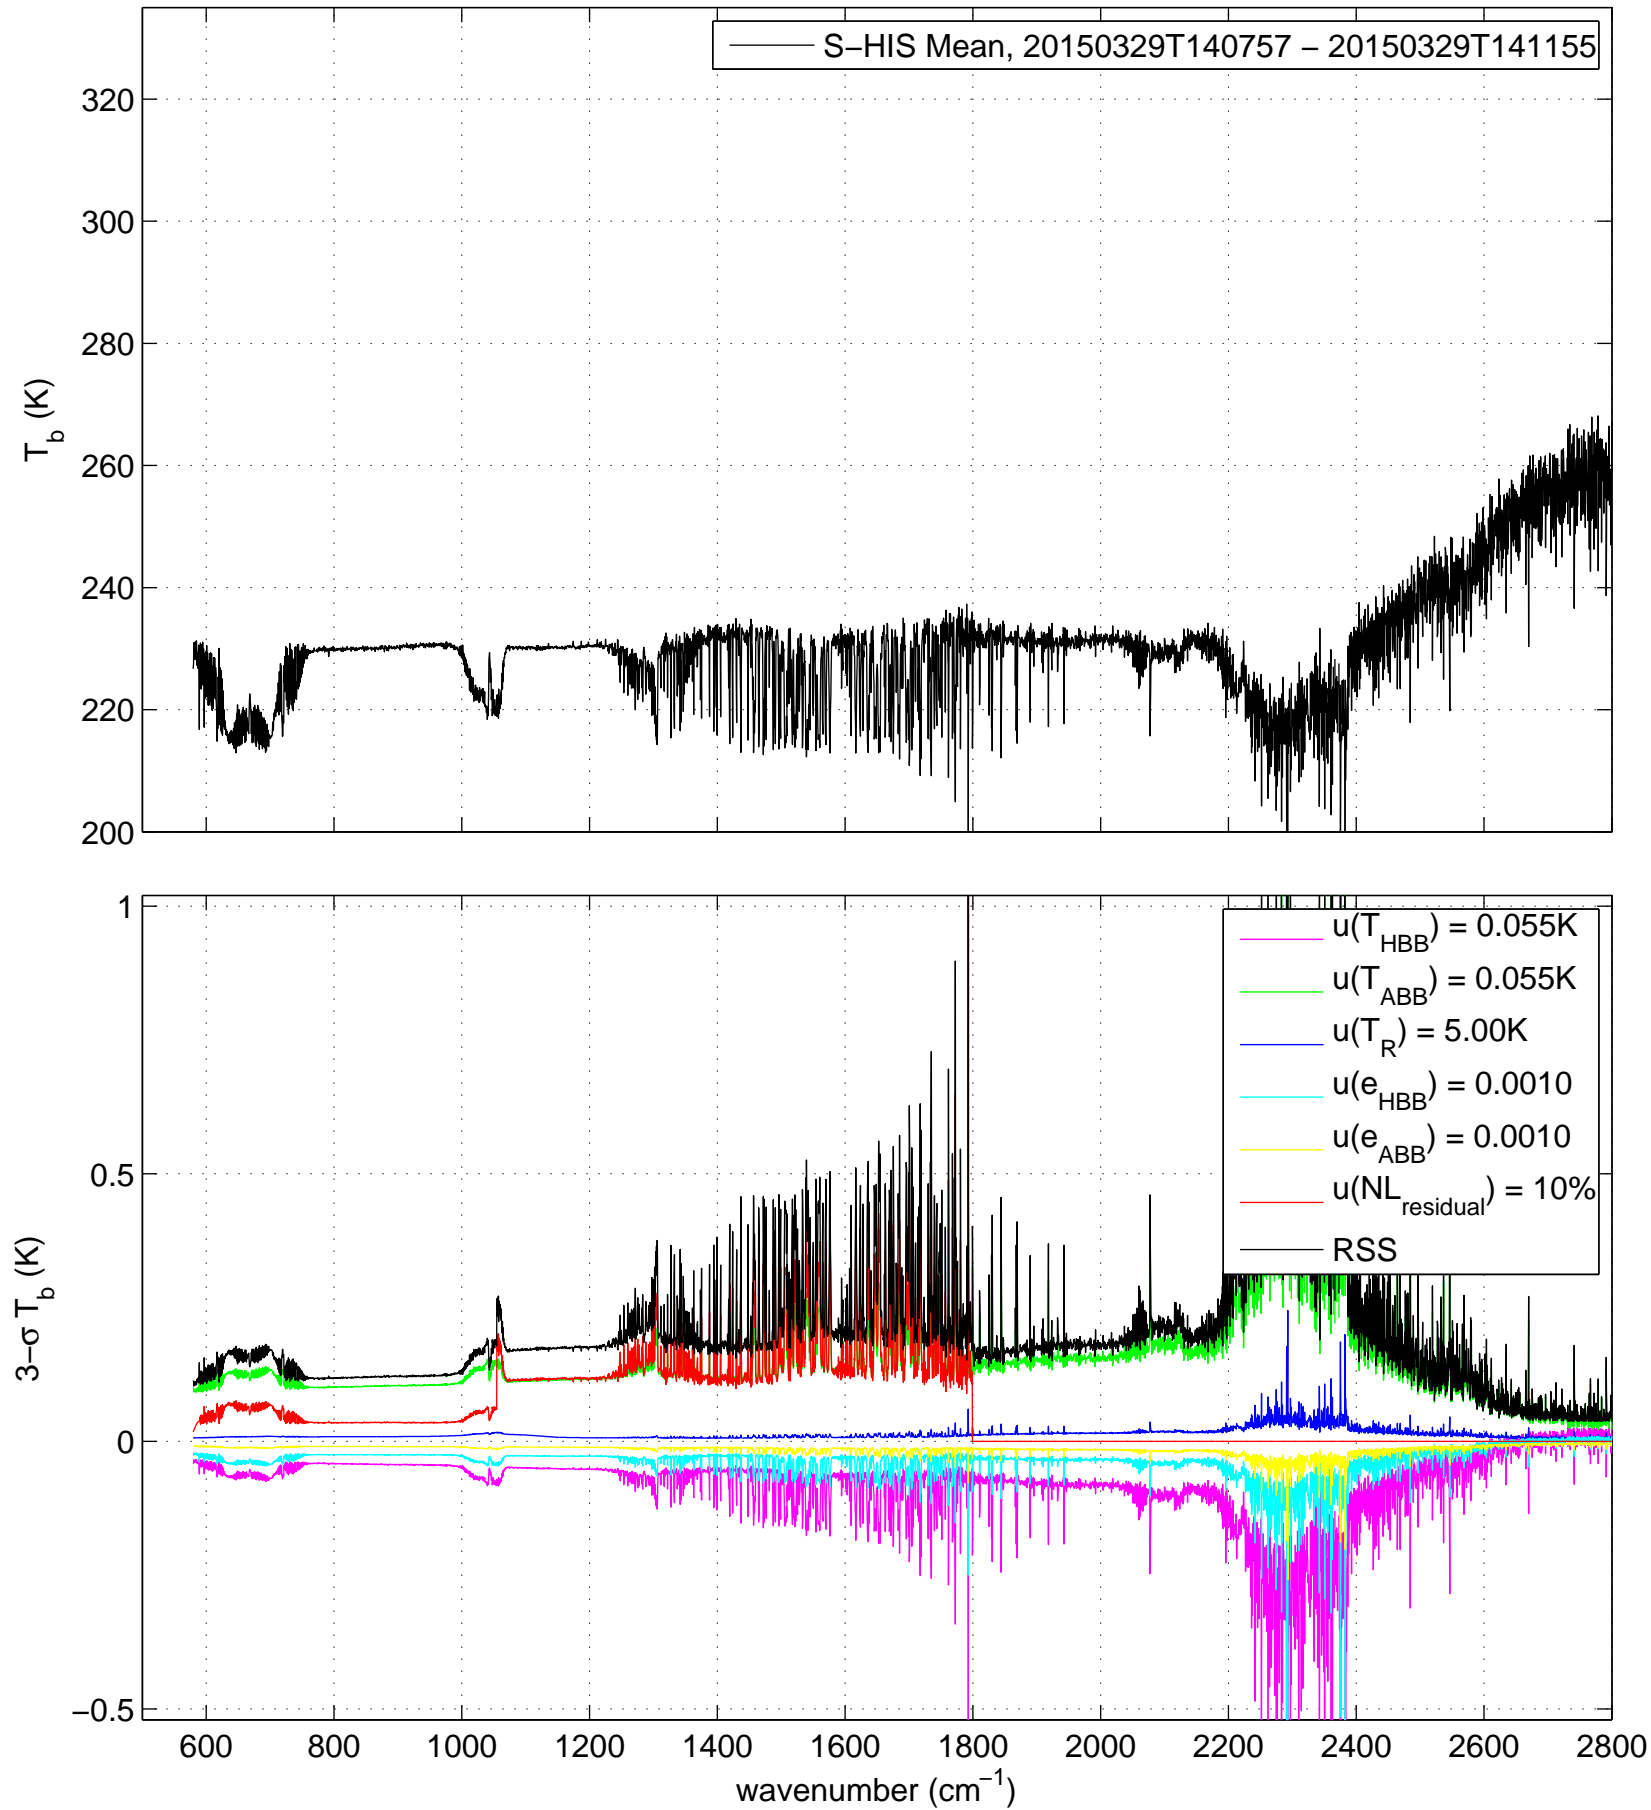 S−HIS Mean, 20150329T140757 − 20150329T141155
320
300
280
260
240
220
200
T_b (K)
1
0.5
0
−0.5
3−σ T_b (K)
u(T_HBB) = 0.055K
u(T_ABB) = 0.055K
u(T_R) = 5.00K
u(e_HBB) = 0.0010
u(e_ABB) = 0.0010
u(NL_residual) = 10%
RSS
600 800 1000 1200 1400 1600 1800 2000 2200 2400 2600 2800
wavenumber (cm⁻¹)